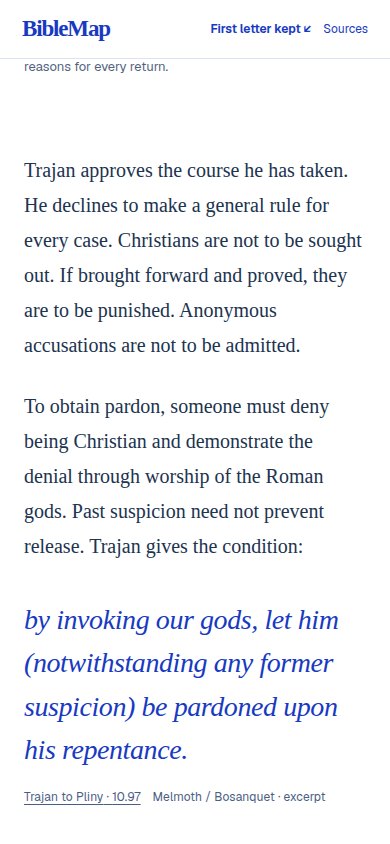 BibleMap
First letter kept ↙ Sources
reasons for every return.
Trajan approves the course he has taken.
He declines to make a general rule for
every case. Christians are not to be sought
out. If brought forward and proved, they
are to be punished. Anonymous
accusations are not to be admitted.
To obtain pardon, someone must deny
being Christian and demonstrate the
denial through worship of the Roman
gods. Past suspicion need not prevent
release. Trajan gives the condition:
by invoking our gods, let him
(notwithstanding any former
suspicion) be pardoned upon
his repentance.
Trajan to Pliny · 10.97 Melmoth / Bosanquet · excerpt